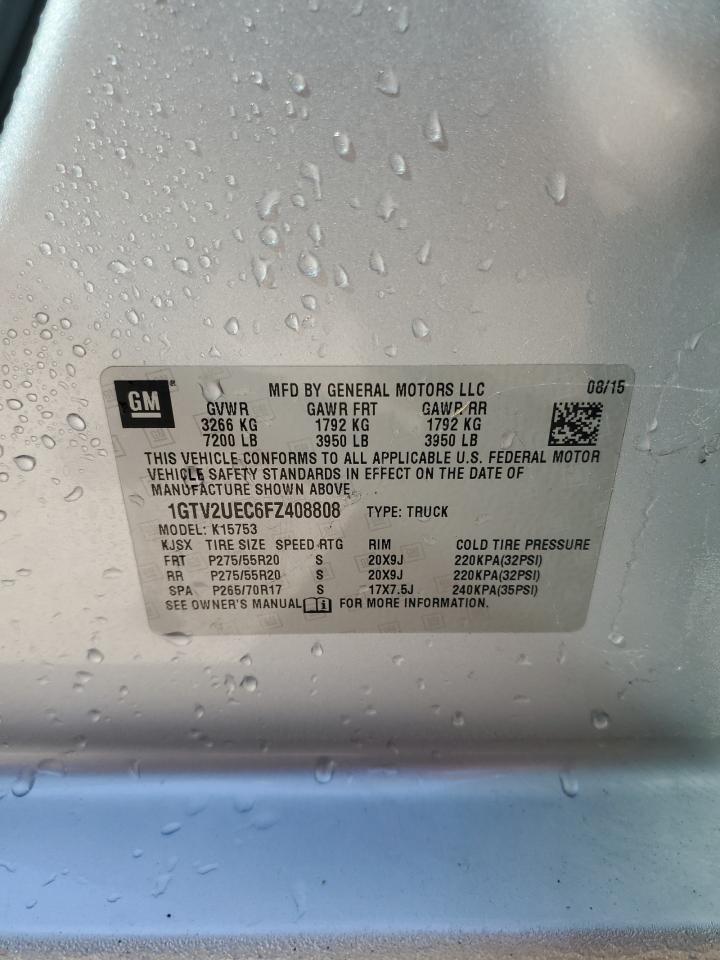 GM ® MFD BY GENERAL MOTORS LLC 08/15
GVWR GAWR FRT GAWR RR
3266 KG 1792 KG 1792 KG
7200 LB 3950 LB 3950 LB
THIS VEHICLE CONFORMS TO ALL APPLICABLE U.S. FEDERAL MOTOR
VEHICLE SAFETY STANDARDS IN EFFECT ON THE DATE OF
MANUFACTURE SHOWN ABOVE.
1GTV2UEC6FZ408808 TYPE: TRUCK
MODEL: K15753
KJSX TIRE SIZE SPEED RTG RIM COLD TIRE PRESSURE
FRT P275/55R20 S 20X9J 220KPA(32PSI)
RR P275/55R20 S 20X9J 220KPA(32PSI)
SPA P265/70R17 S 17X7.5J 240KPA(35PSI)
SEE OWNER'S MANUAL FOR MORE INFORMATION.